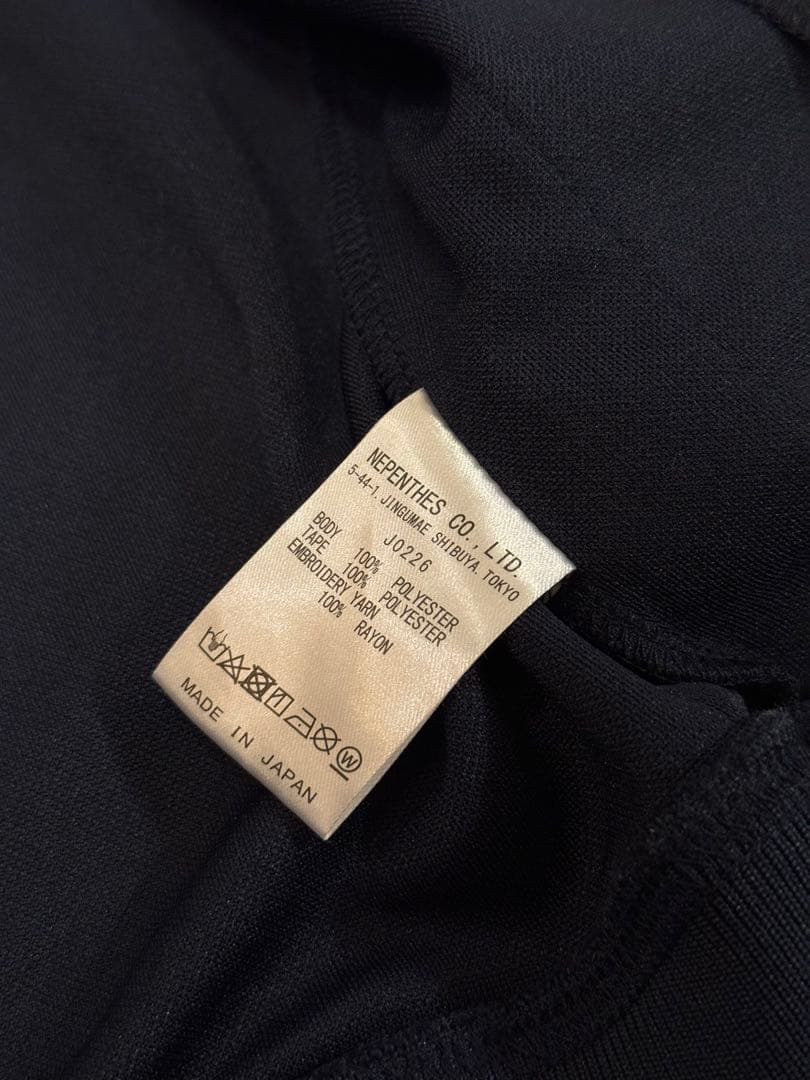 NEPENTHES CO., LTD.
5-44-1, JINGUMAE SHIBUYA, TOKYO
J0226
BODY 100% POLYESTER
TAPE 100% POLYESTER
EMBROIDERY YARN
100% RAYON
W
MADE IN JAPAN